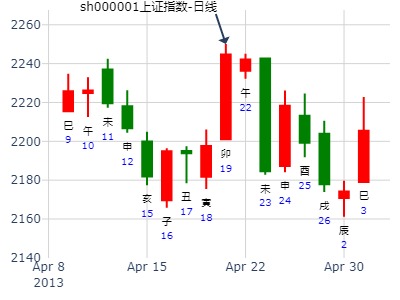 sh000001上证指数-日线
2260
2240
2220
2200
2180
2160
2140
巳
9
午
10
未
11
申
12
亥
15
子
16
丑
17
寅
18
卯
19
午
22
未
23
申
24
酉
25
戌
26
辰
2
巳
3
Apr 8
2013
Apr 15
Apr 22
Apr 30